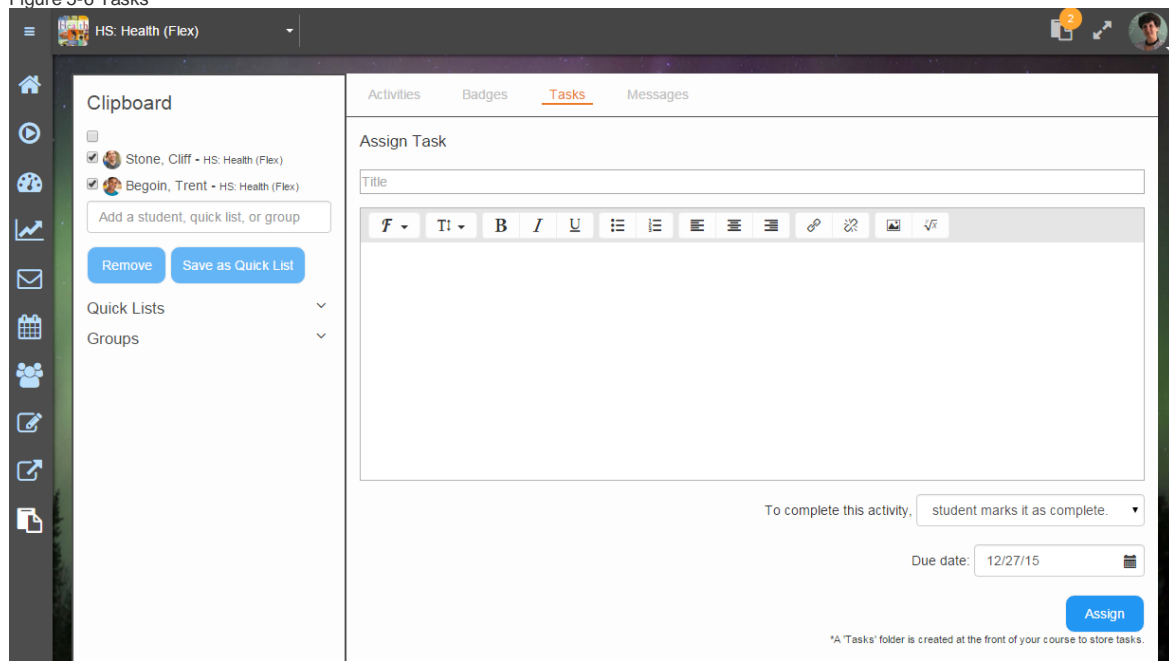 Figure 5-6 Tasks
HS: Health (Flex)
2
Clipboard
Stone, Cliff - HS: Health (Flex)
Begoin, Trent - HS: Health (Flex)
Add a student, quick list, or group
Remove
Save as Quick List
Quick Lists
Groups
Activities Badges Tasks Messages
Assign Task
Title
F T B I U √x
To complete this activity, student marks it as complete.
Due date: 12/27/15
Assign
*A 'Tasks' folder is created at the front of your course to store tasks.